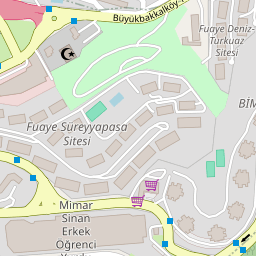 Büyükbakkalköy
Fuaye Deniz-
Turkuaz
Sitesi
BİM
Fuaye Süreyyapaşa
Sitesi
Mimar
Sinan
Erkek
Öğrenci